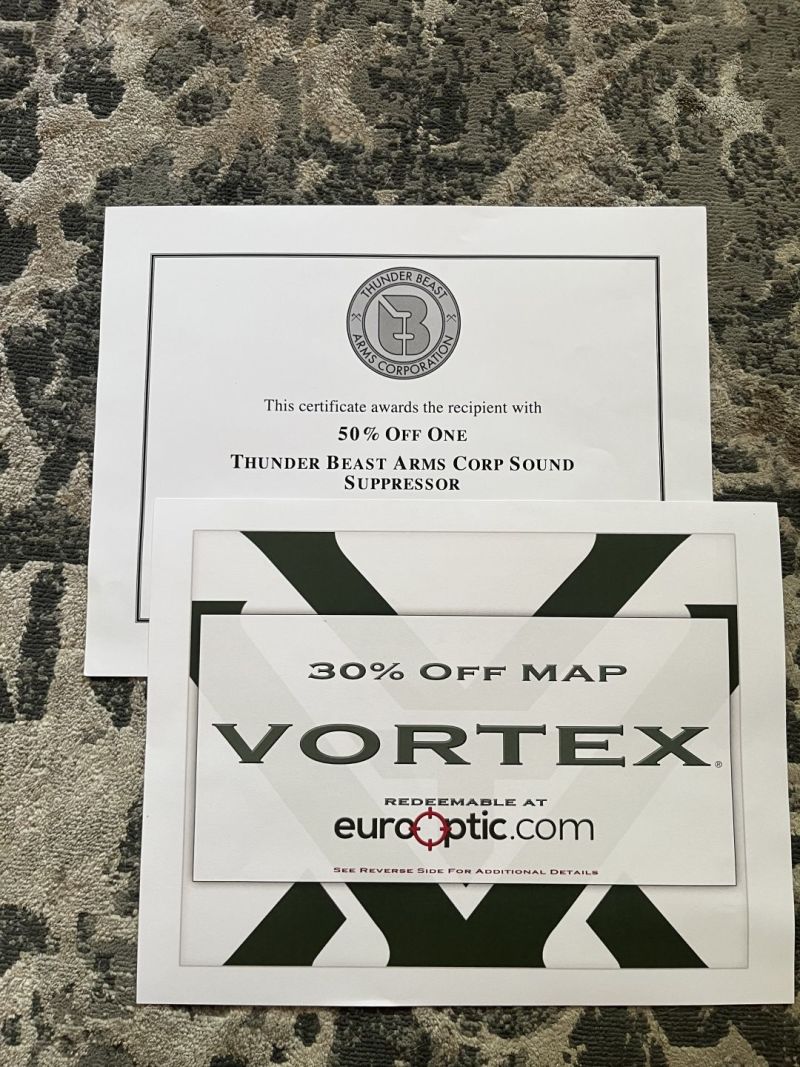 THUNDER BEAST
ARMS CORPORATION
This certificate awards the recipient with
50% OFF ONE
THUNDER BEAST ARMS CORP SOUND
SUPPRESSOR
30% OFF MAP
VORTEX®
REDEEMABLE AT
eurooptic.com
SEE REVERSE SIDE FOR ADDITIONAL DETAILS